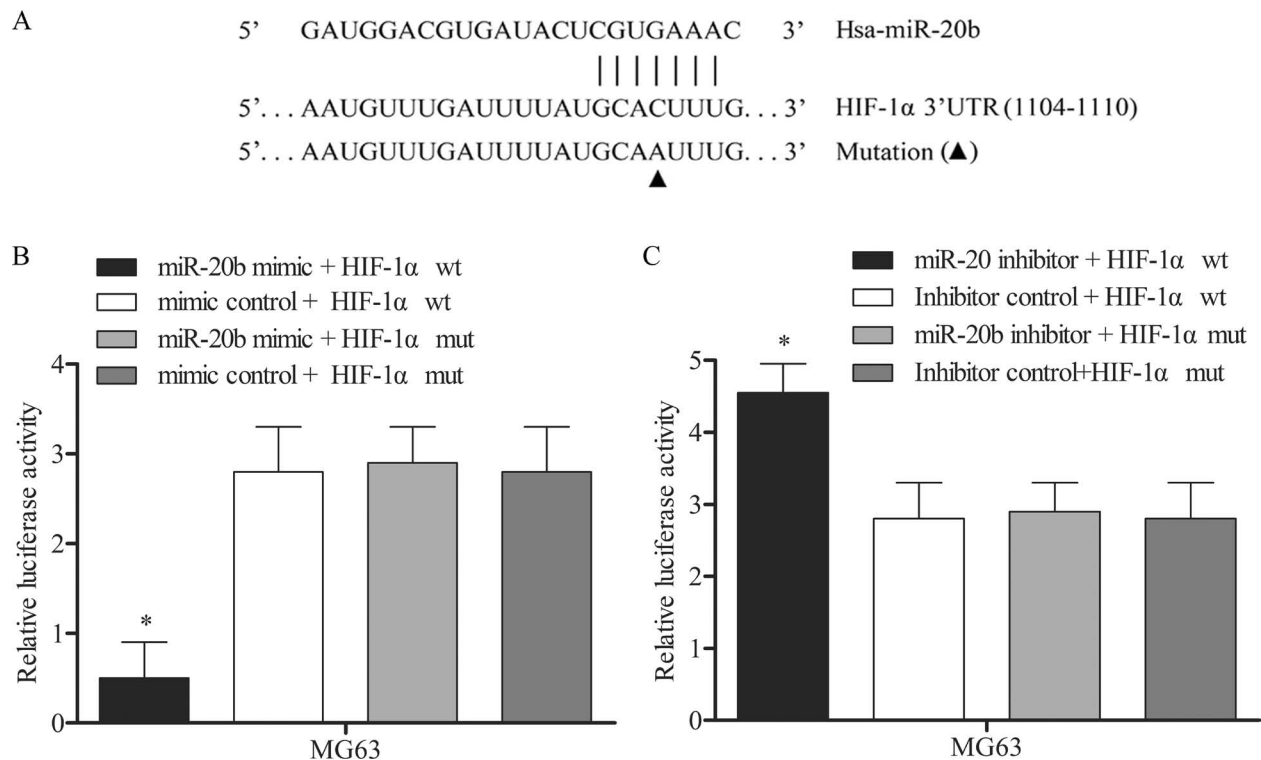 A
5' GAUGGACGUGAUACUCGUGAAAC 3' Hsa-miR-20b
5'... AAUGUUUGAUUUUAUGCACUUUG... 3' HIF-1α 3'UTR (1104-1110)
5'... AAUGUUUGAUUUUAUGCAAUUUG... 3' Mutation (▲)
▲
B
miR-20b mimic + HIF-1α wt
mimic control + HIF-1α wt
miR-20b mimic + HIF-1α mut
mimic control + HIF-1α mut
Relative luciferase activity
4
3
2
1
0
*
MG63
C
miR-20 inhibitor + HIF-1α wt
Inhibitor control + HIF-1α wt
miR-20b inhibitor + HIF-1α mut
Inhibitor control+HIF-1α mut
Relative luciferase activity
5
4
3
2
1
0
*
MG63